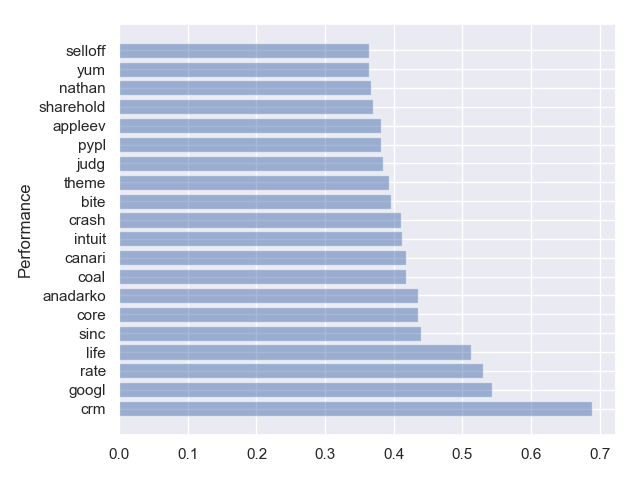 selloff
yum
nathan
sharehold
appleev
pypl
judg
theme
bite
crash
intuit
canari
coal
anadarko
core
sinc
life
rate
googl
crm
Performance
0.0 0.1 0.2 0.3 0.4 0.5 0.6 0.7